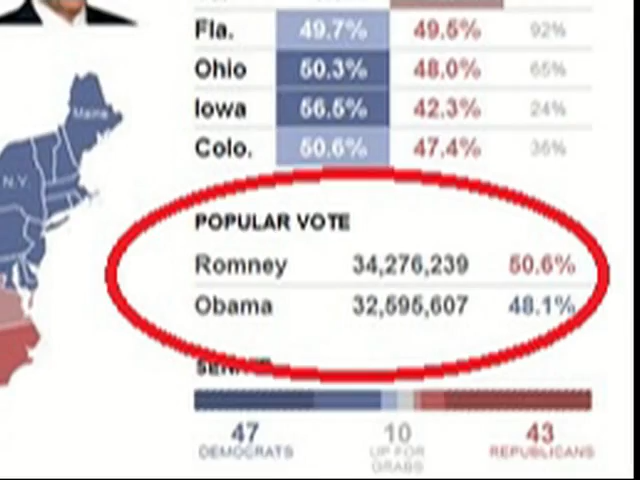 Fla. 49.7% 49.5% 92%
Ohio 50.3% 48.0% 65%
Iowa 56.5% 42.3% 24%
Colo. 50.6% 47.4% 36%
Maine
N.Y.
POPULAR VOTE
Romney 34,276,239 50.6%
Obama 32,595,607 48.1%
SENATE
47 10 43
DEMOCRATS UP FOR REPUBLICANS
GRABS